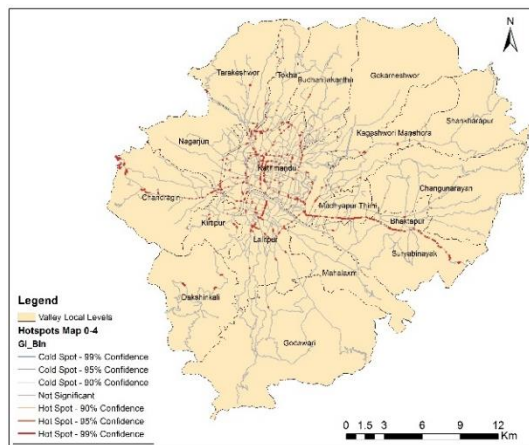 N
Tarakeshwor
Tokha
Budhanilakantha
Gokarneshwor
Shankharapur
Kageshwori Manohora
Nagarjun
Kathmandu
Changunarayan
Chandragiri
Madhyapur Thimi
Bhaktapur
Kirtipur
Lalitpur
Suryabinayak
Mahalaxmi
Dakshinkali
Godawari
Legend
Valley Local Levels
Hotspots Map 0-4
Gi_Bin
Cold Spot - 99% Confidence
Cold Spot - 95% Confidence
Cold Spot - 90% Confidence
Not Significant
Hot Spot - 90% Confidence
Hot Spot - 95% Confidence
Hot Spot - 99% Confidence
0 1.5 3 6 9 12
Km